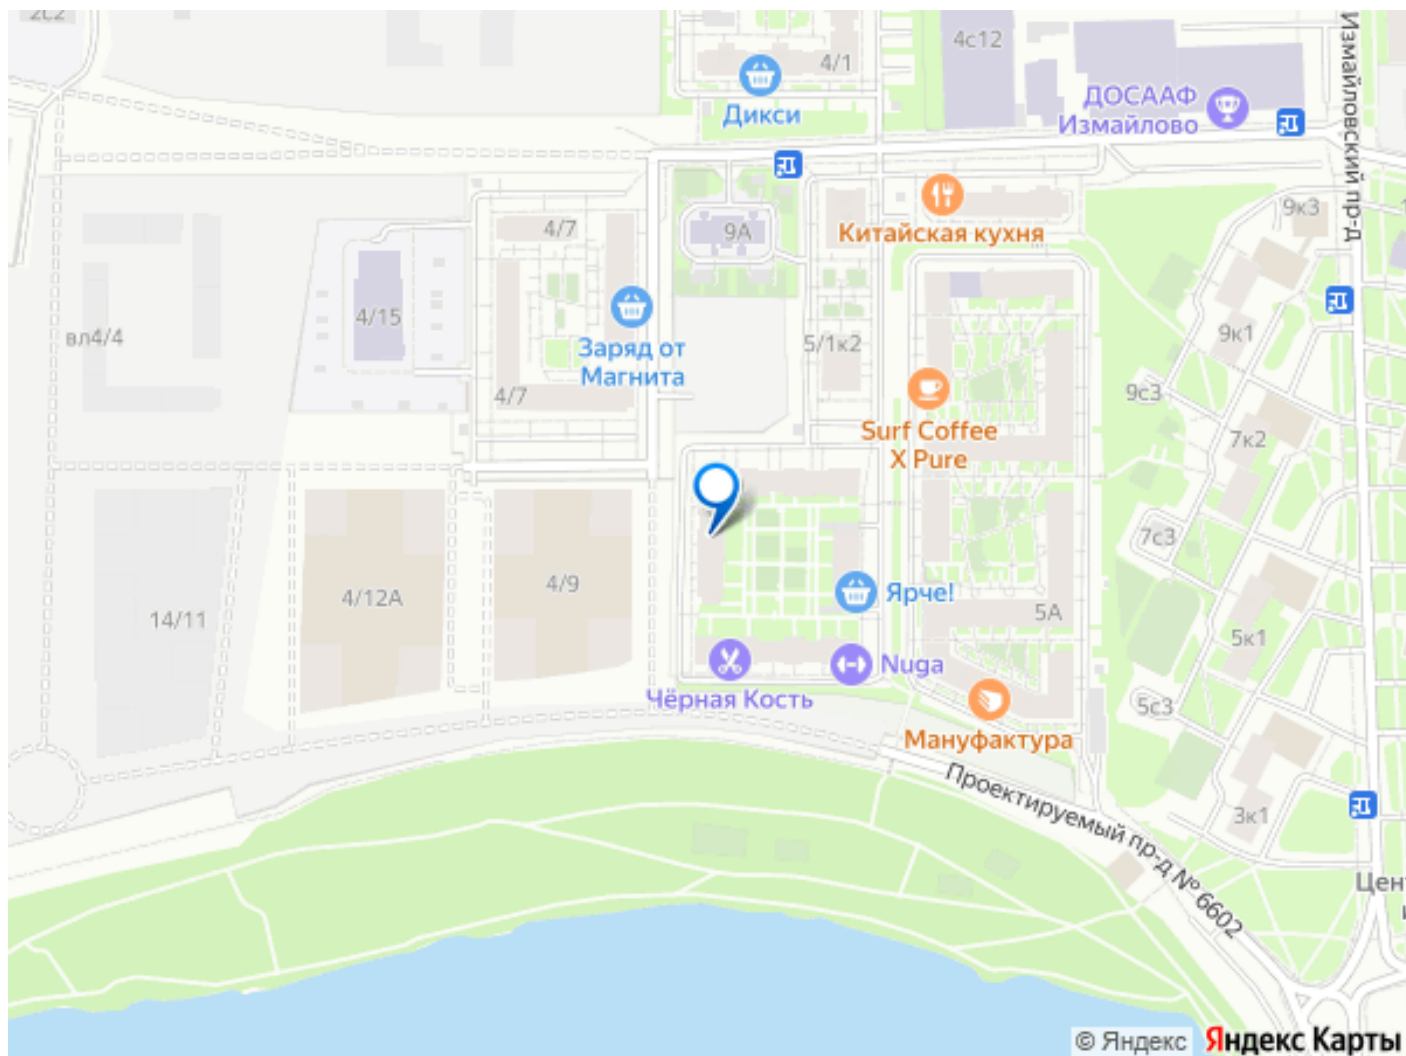 2с2
4с12
4/1
Дикси
ДОСААФ
Измайлово
Измайловский пр-д
Китайская кухня
9к3
4/7
9А
4/15
вл4/4
Заряд от
Магнита
5/1к2
9к1
4/7
9с3
Surf Coffee
X Pure
7к2
7с3
4/12А
4/9
14/11
Ярче!
5А
5к1
Nuga
Чёрная Кость
5с3
Мануфактура
Проектируемый пр-д № 6602
3к1
Цен
© Яндекс
Яндекс Карты